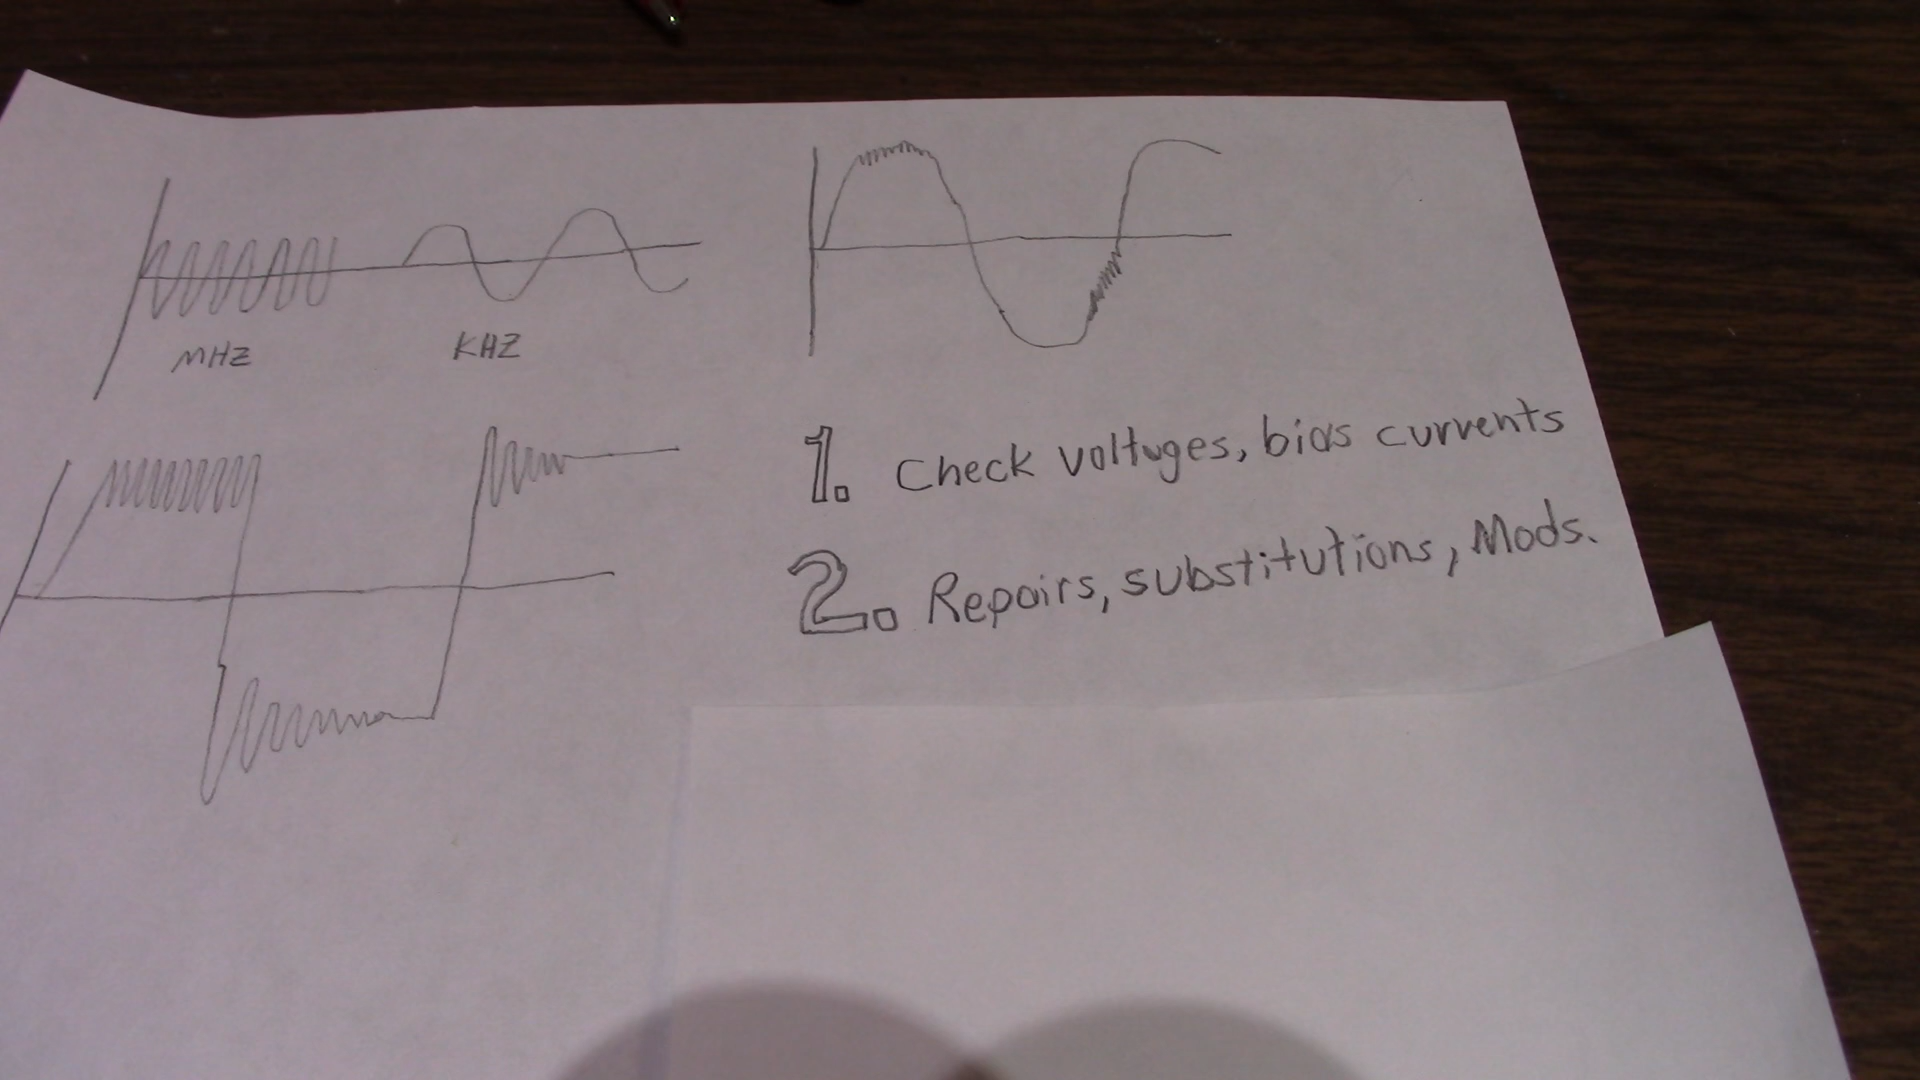 MHZ
KHZ
1. Check voltages, bias currents
2. Repairs, substitutions, Mods.